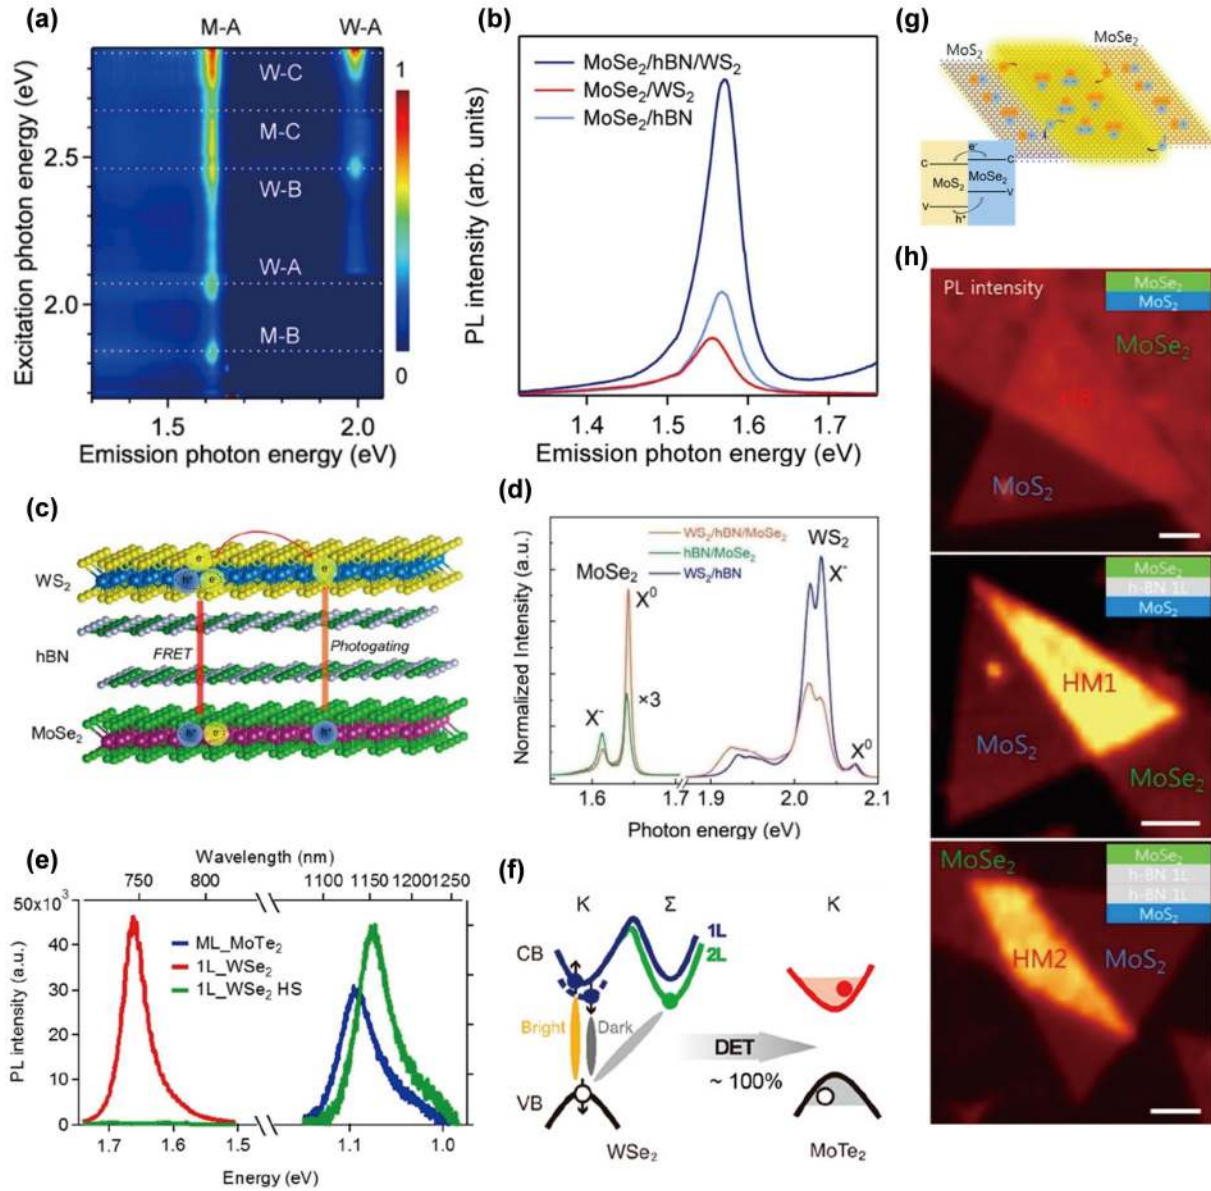 (a)
M-A
W-A
W-C
M-C
W-B
W-A
M-B
1
0
2.5
2.0
1.5
2.0
Excitation photon energy (eV)
Emission photon energy (eV)
(b)
MoSe₂/hBN/WS₂
MoSe₂/WS₂
MoSe₂/hBN
PL intensity (arb. units)
1.4
1.5
1.6
1.7
Emission photon energy (eV)
(c)
WS₂
hBN
MoSe₂
e⁻
e⁻
h⁺
e⁻
FRET
Photogating
h⁺
e⁻
h⁺
(d)
WS₂/hBN/MoSe₂
hBN/MoSe₂
WS₂/hBN
MoSe₂
WS₂
X⁰
X⁻
X⁻
×3
X⁰
Normalized Intensity (a.u.)
1.6
1.7
1.9
2.0
2.1
Photon energy (eV)
(e)
Wavelength (nm)
750
800
1100
1150
1200
1250
50x10³
40
30
20
10
0
PL intensity (a.u.)
ML_MoTe₂
1L_WSe₂
1L_WSe₂ HS
1.7
1.6
1.5
1.1
1.0
Energy (eV)
(f)
K
Σ
K
CB
1L
2L
Bright
Dark
DET
~ 100%
VB
WSe₂
MoTe₂
(g)
MoS₂
MoSe₂
e⁻
C
C
MoS₂
MoSe₂
V
V
h⁺
(h)
PL intensity
MoSe₂
MoS₂
MoSe₂
MoS₂
MoSe₂
h-BN 1L
MoS₂
HM1
MoS₂
MoSe₂
MoSe₂
MoSe₂
h-BN 1L
h-BN 1L
MoS₂
HM2
MoS₂